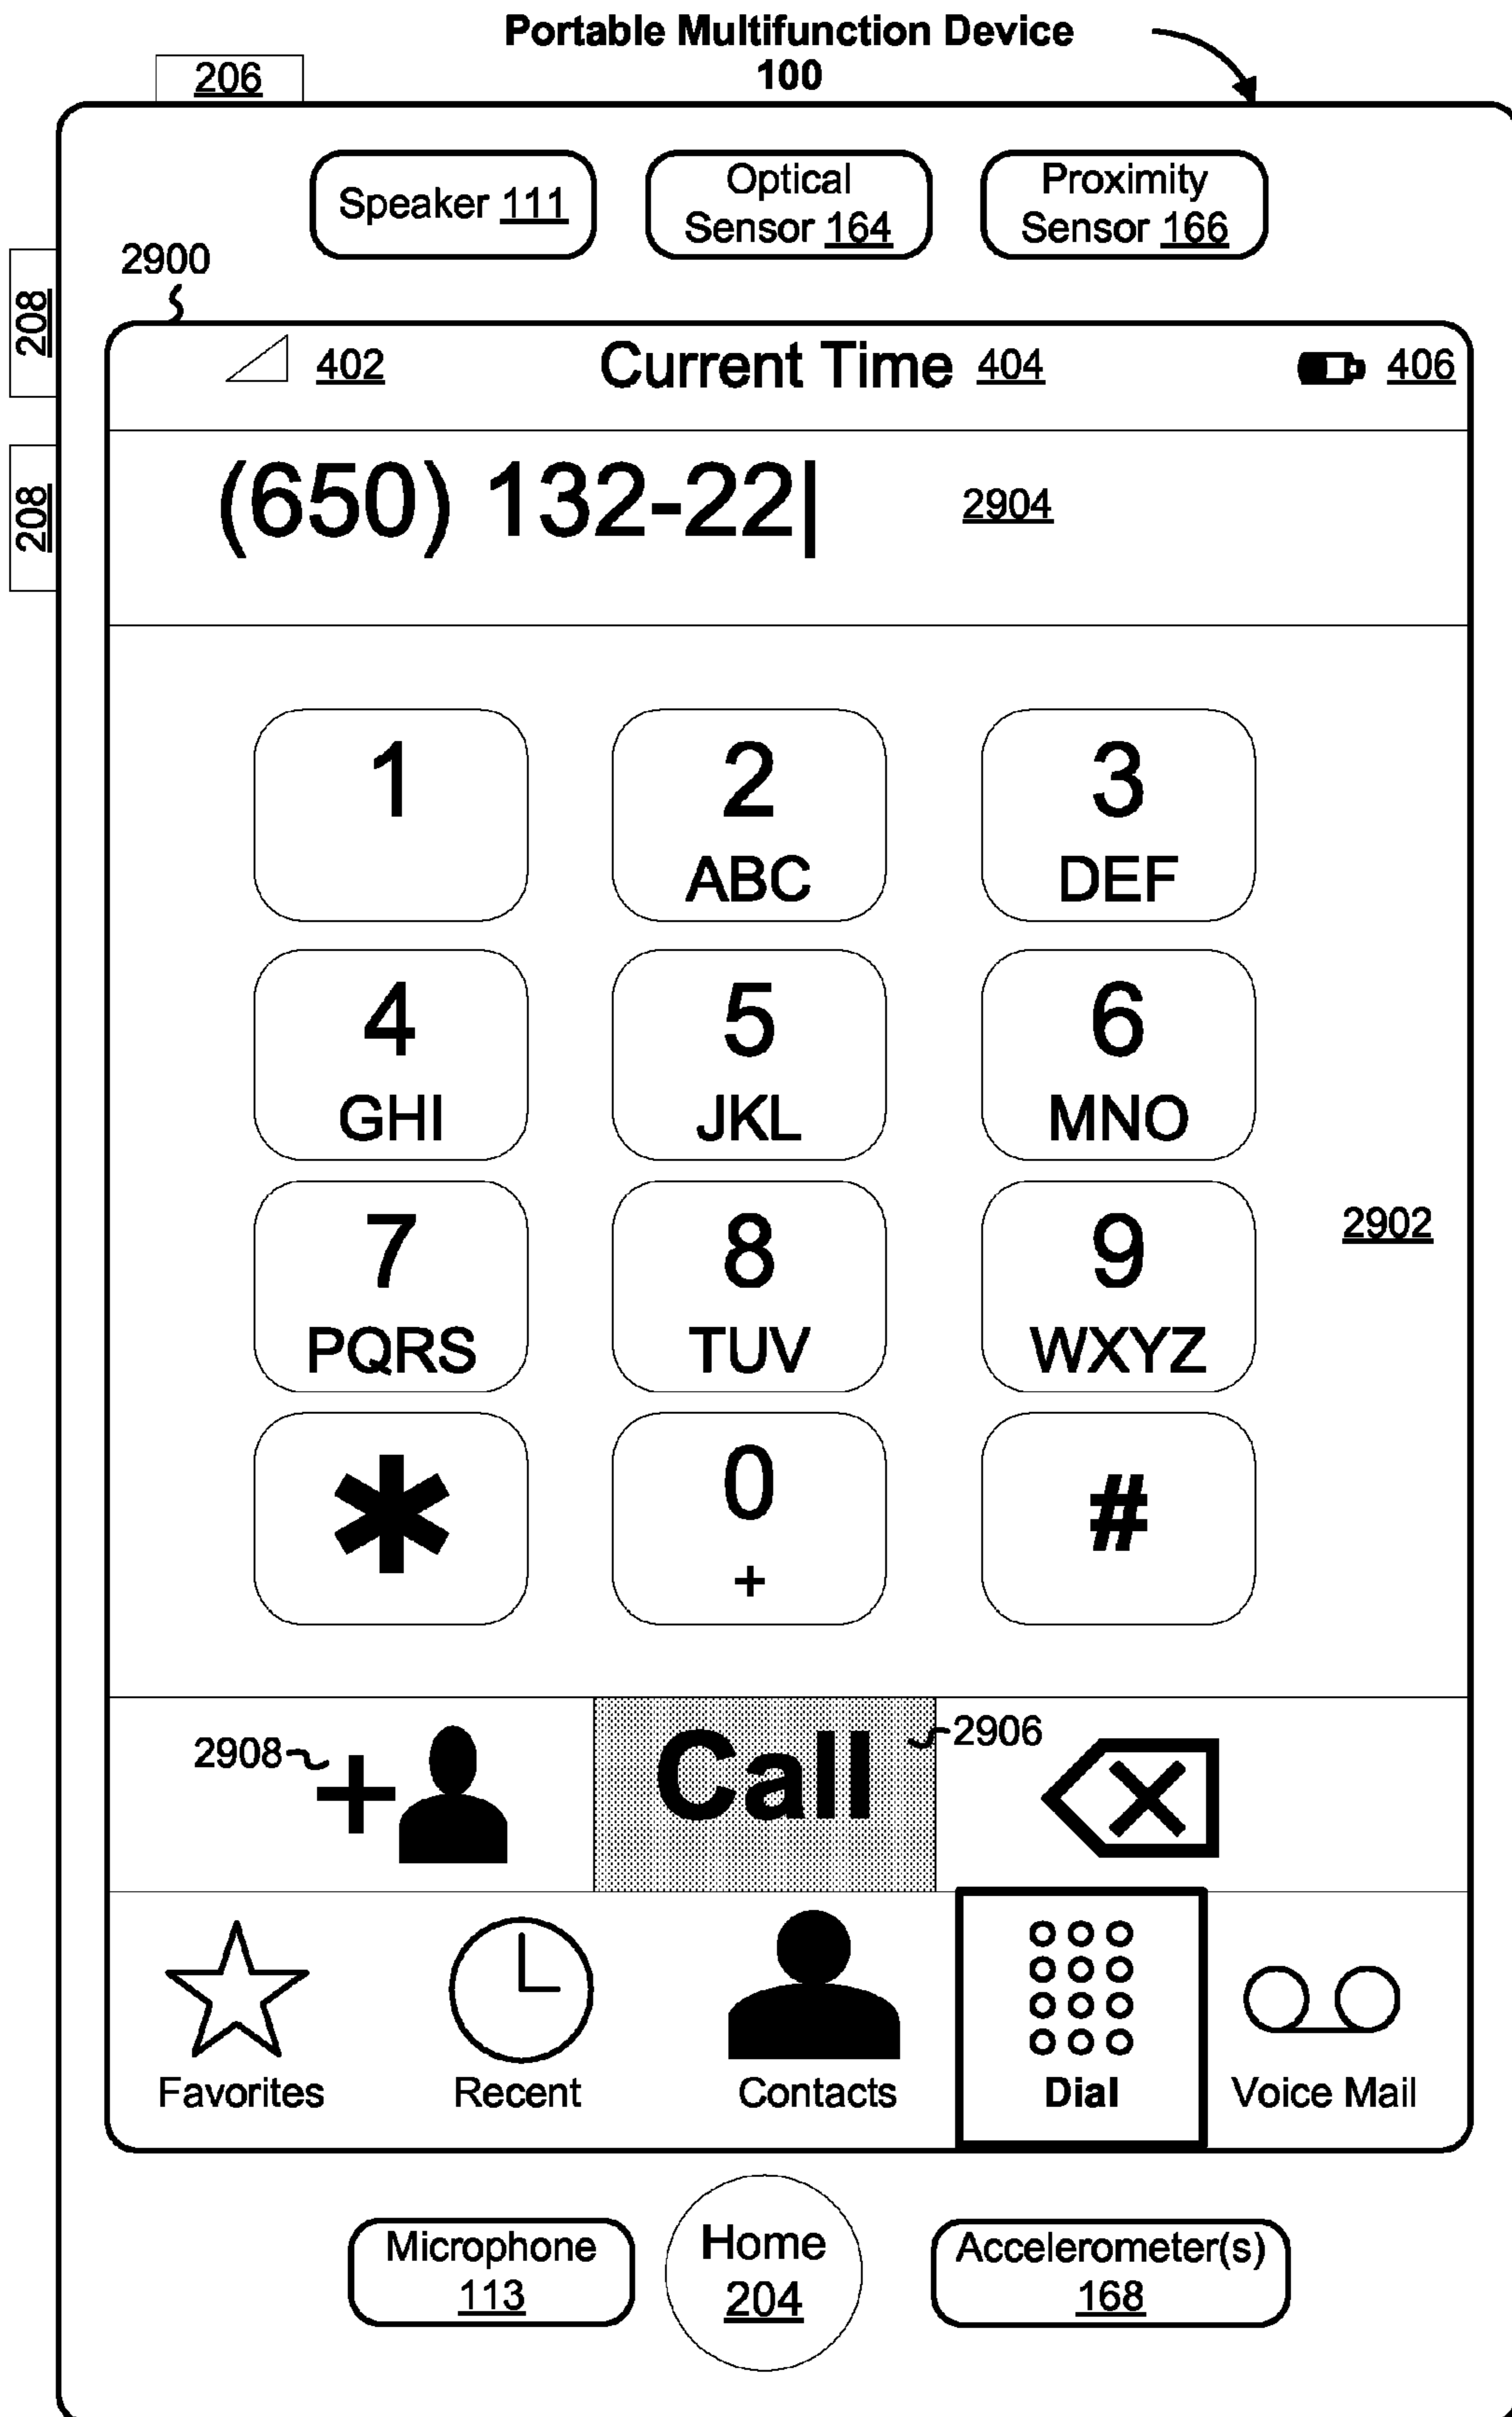 Portable Multifunction Device
100
206
Speaker 111
Optical
Sensor 164
Proximity
Sensor 166
2900
208
208
402
Current Time 404
406
(650) 132-22
2904
1
2
3
ABC
DEF
4
5
6
GHI
JKL
MNO
7
8
9
2902
PQRS
TUV
WXYZ
*
0
#
+
2908
+
Call
2906
Favorites
Recent
Contacts
Dial
Voice Mail
Microphone
113
Home
204
Accelerometer(s)
168